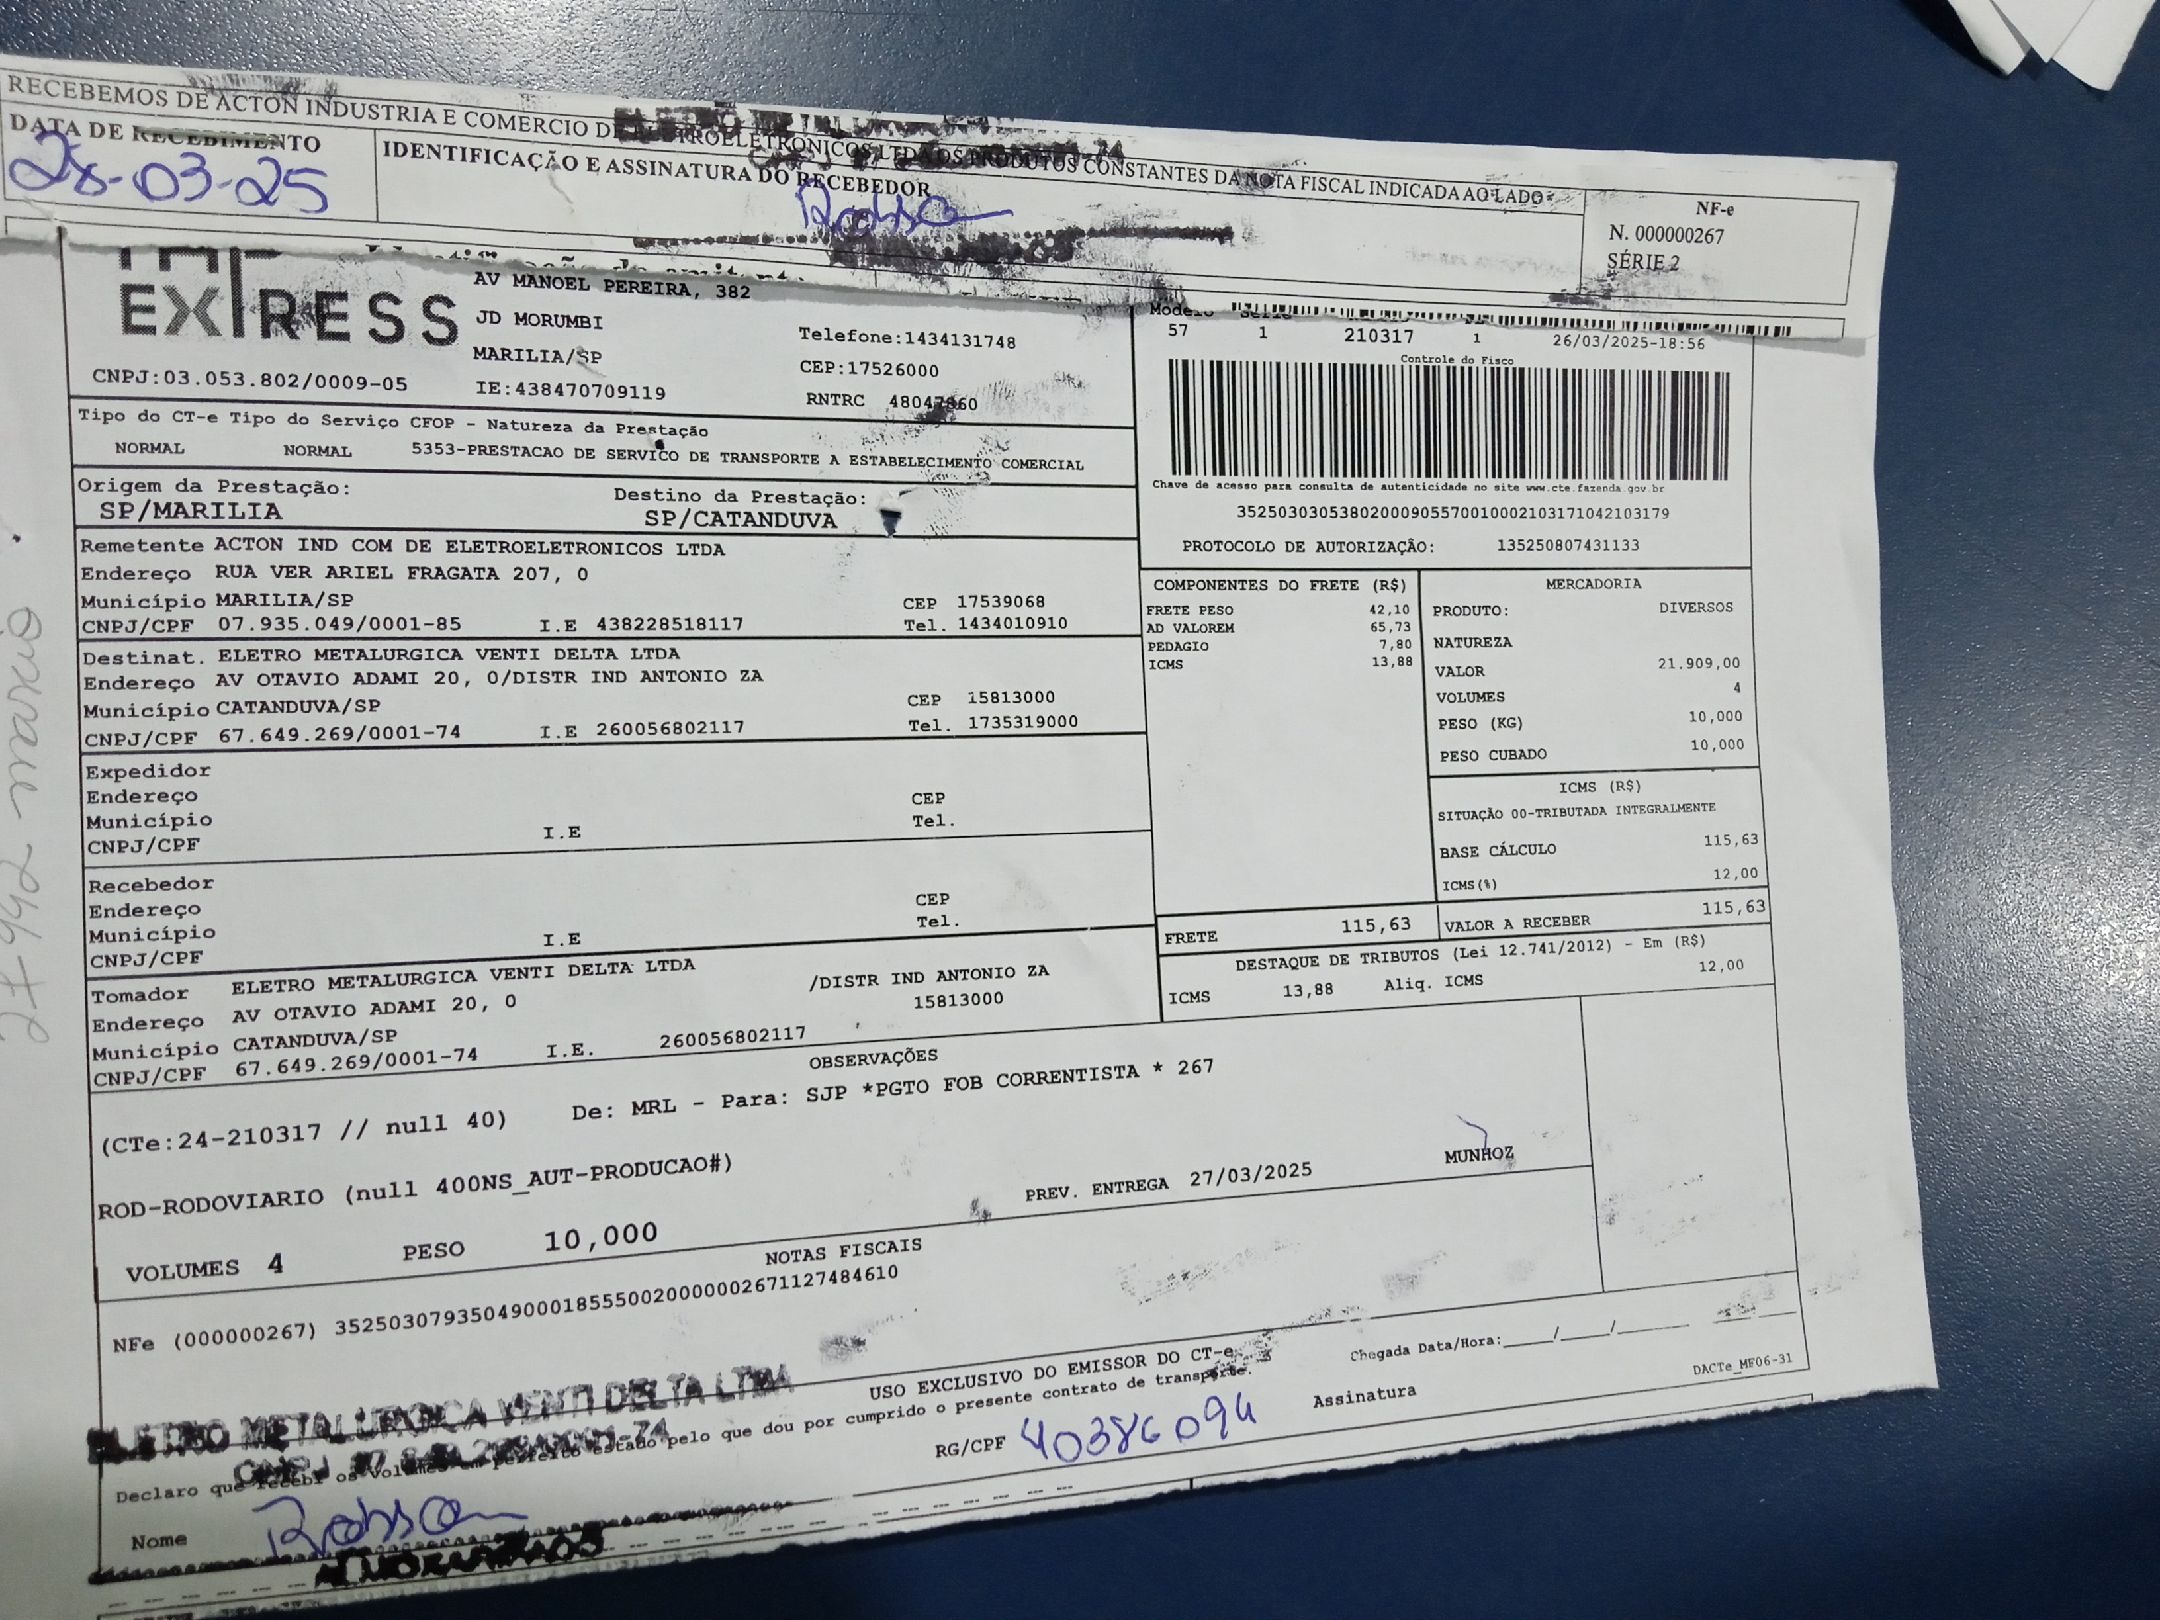 RECEBEMOS DE ACTON INDUSTRIA E COMERCIO DE ELETROELETRONICOS LTDA OS PRODUTOS CONSTANTES DA NOTA FISCAL INDICADA AO LADO
DATA DE RECEBIMENTO
28-03-25
IDENTIFICAÇÃO E ASSINATURA DO RECEBEDOR
Robson
NF-e
N. 000000267
SÉRIE 2
EXPRESS
CNPJ:03.053.802/0009-05
AV MANOEL PEREIRA, 382
JD MORUMBI
MARILIA/SP
IE:438470709119
Telefone:1434131748
CEP:17526000
RNTRC 48047860
Modelo
57 1 210317 1 26/03/2025-18:56
Controle do Fisco
Chave de acesso para consulta de autenticidade no site www.cte.fazenda.gov.br
35250303053802000905570010002103171042103179
PROTOCOLO DE AUTORIZAÇÃO: 135250807431133
Tipo do CT-e Tipo do Serviço CFOP - Natureza da Prestação
NORMAL NORMAL 5353-PRESTACAO DE SERVICO DE TRANSPORTE A ESTABELECIMENTO COMERCIAL
Origem da Prestação:
SP/MARILIA
Destino da Prestação:
SP/CATANDUVA
Remetente ACTON IND COM DE ELETROELETRONICOS LTDA
Endereço RUA VER ARIEL FRAGATA 207, 0
Município MARILIA/SP CEP 17539068
CNPJ/CPF 07.935.049/0001-85 I.E 438228518117 Tel. 1434010910
Destinat. ELETRO METALURGICA VENTI DELTA LTDA
Endereço AV OTAVIO ADAMI 20, 0/DISTR IND ANTONIO ZA
Município CATANDUVA/SP CEP 15813000
CNPJ/CPF 67.649.269/0001-74 I.E 260056802117 Tel. 1735319000
Expedidor
Endereço
Município CEP
CNPJ/CPF I.E Tel.
Recebedor
Endereço
Município CEP
CNPJ/CPF I.E Tel.
Tomador ELETRO METALURGICA VENTI DELTA LTDA
Endereço AV OTAVIO ADAMI 20, 0 /DISTR IND ANTONIO ZA
Município CATANDUVA/SP 15813000
CNPJ/CPF 67.649.269/0001-74 I.E. 260056802117
COMPONENTES DO FRETE (R$)
FRETE PESO 42,10
AD VALOREM 65,73
PEDAGIO 7,80
ICMS 13,88
MERCADORIA
PRODUTO: DIVERSOS
NATUREZA
VALOR 21.909,00
VOLUMES 4
PESO (KG) 10,000
PESO CUBADO 10,000
ICMS (R$)
SITUAÇÃO 00-TRIBUTADA INTEGRALMENTE
BASE CÁLCULO 115,63
ICMS(%) 12,00
FRETE 115,63
VALOR A RECEBER 115,63
DESTAQUE DE TRIBUTOS (Lei 12.741/2012) - Em (R$)
ICMS 13,88 Aliq. ICMS 12,00
OBSERVAÇÕES
(CTe:24-210317 // null 40) De: MRL - Para: SJP *PGTO FOB CORRENTISTA * 267
ROD-RODOVIARIO (null 400NS_AUT-PRODUCAO#)
PREV. ENTREGA 27/03/2025 MUNHOZ
VOLUMES 4 PESO 10,000
NOTAS FISCAIS
NFe (000000267) 35250307935049000185550020000002671127484610
ELETRO METALURGICA VENTI DELTA LTDA
USO EXCLUSIVO DO EMISSOR DO CT-e
Declaro que recebi os volumes em perfeito estado pelo que dou por cumprido o presente contrato de transporte.
Chegada Data/Hora:____/____/____
Nome Robson
RG/CPF 40386094
Assinatura
DACTe_MF06-31